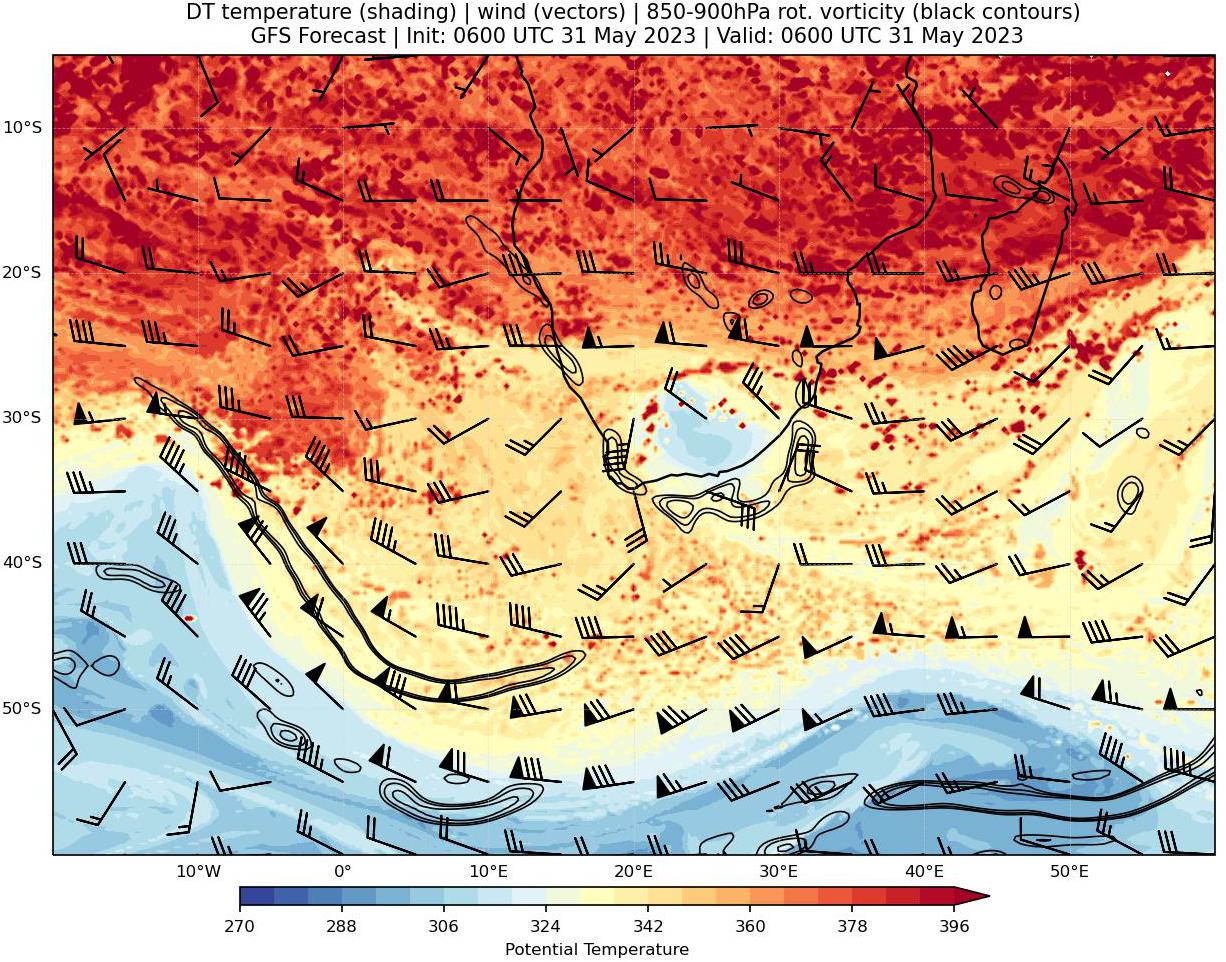 DT temperature (shading) | wind (vectors) | 850-900hPa rot. vorticity (black contours)
GFS Forecast | Init: 0600 UTC 31 May 2023 | Valid: 0600 UTC 31 May 2023
10°S
20°S
30°S
40°S
50°S
10°W 0° 10°E 20°E 30°E 40°E 50°E
270 288 306 324 342 360 378 396
Potential Temperature